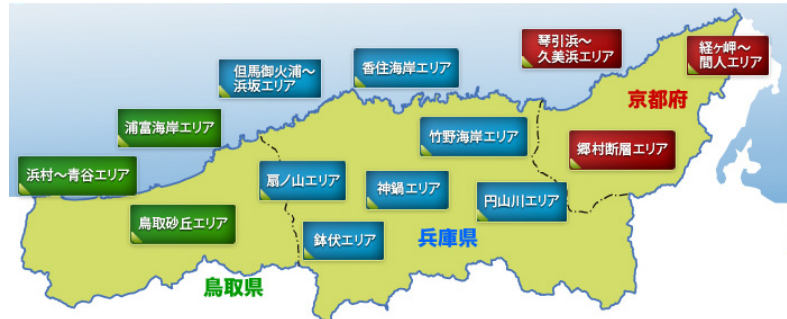 琴引浜〜
久美浜エリア
経ヶ岬〜
間人エリア
但馬御火浦〜
浜坂エリア
香住海岸エリア
京都府
浦富海岸エリア
竹野海岸エリア
郷村断層エリア
浜村〜青谷エリア
扇ノ山エリア
神鍋エリア
円山川エリア
鳥取砂丘エリア
鉢伏エリア
兵庫県
鳥取県